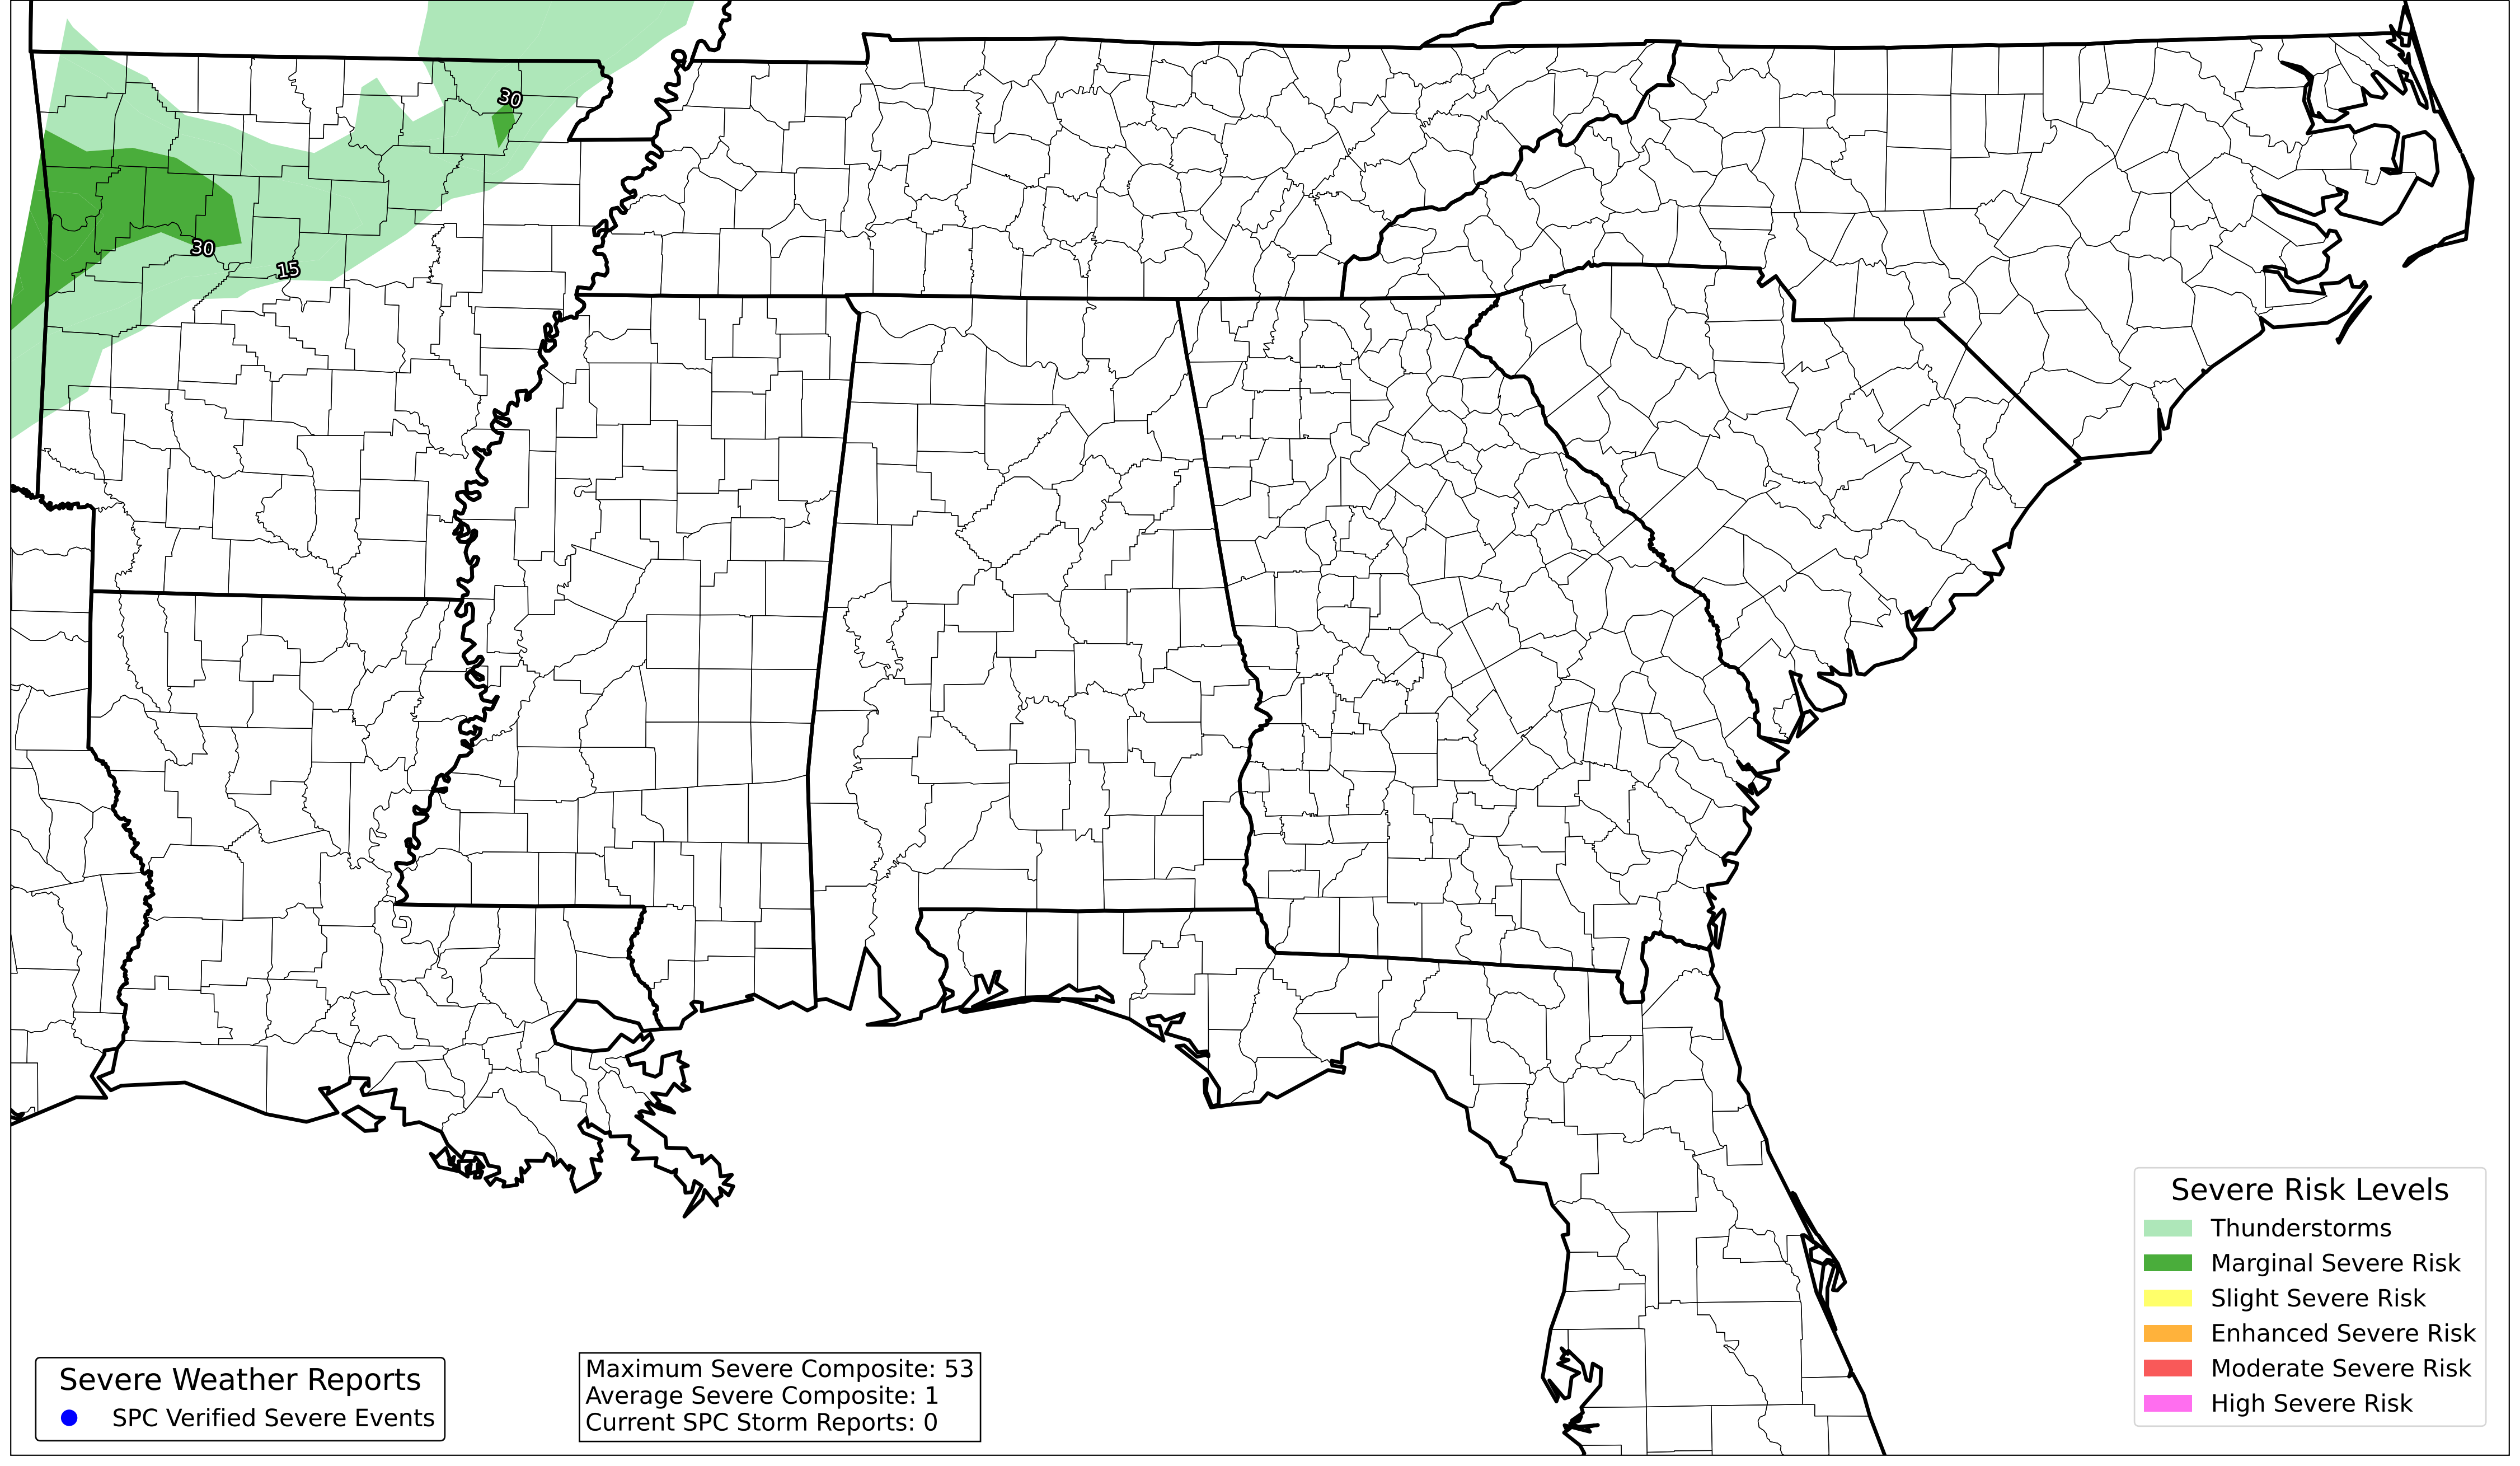 30
30
15
Severe Risk Levels
Thunderstorms
Marginal Severe Risk
Slight Severe Risk
Enhanced Severe Risk
Moderate Severe Risk
High Severe Risk
Severe Weather Reports
SPC Verified Severe Events
Maximum Severe Composite: 53
Average Severe Composite: 1
Current SPC Storm Reports: 0